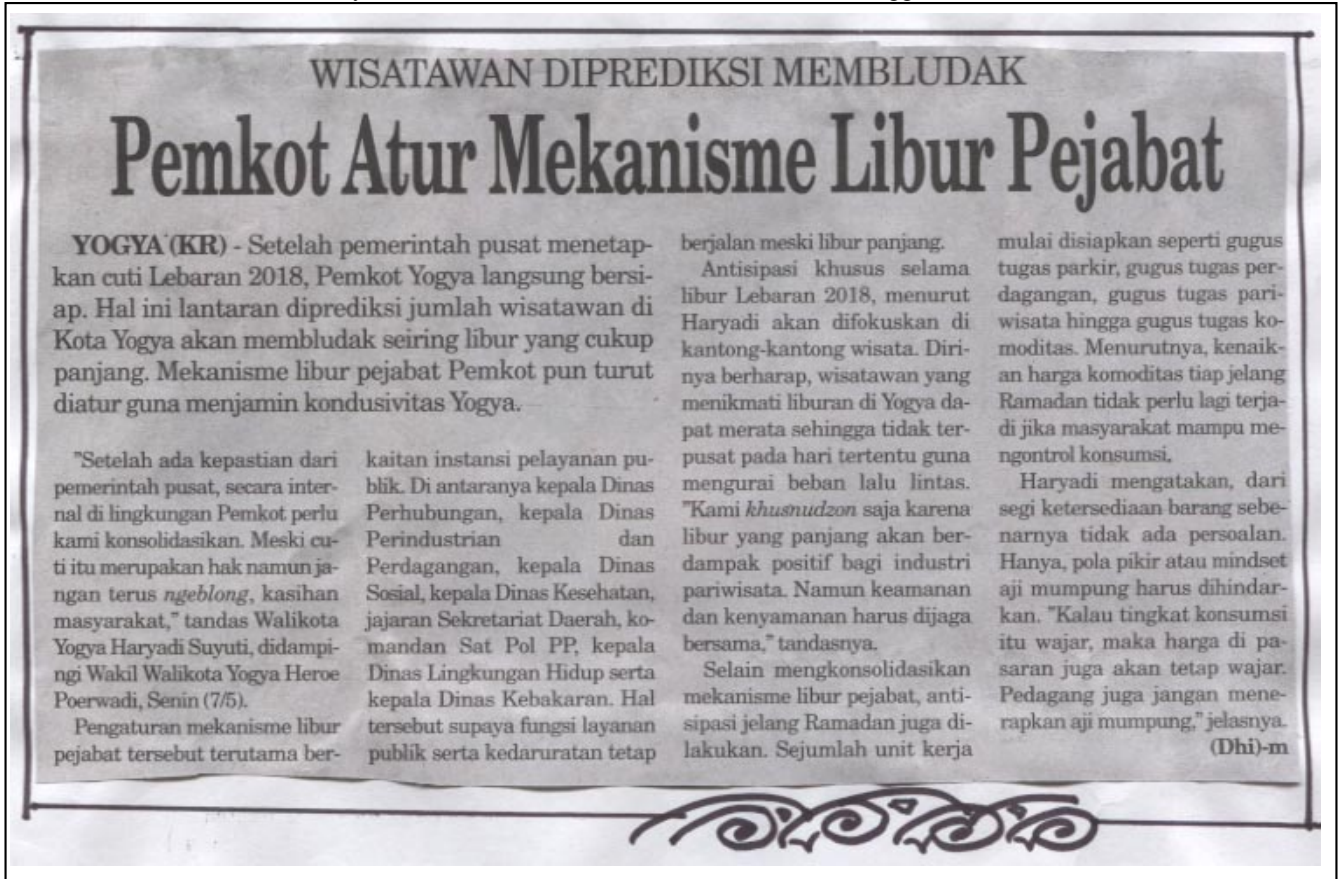 WISATAWAN DIPREDIKSI MEMBLUDAK
Pemkot Atur Mekanisme Libur Pejabat
YOGYA (KR) - Setelah pemerintah pusat menetap-
kan cuti Lebaran 2018, Pemkot Yogya langsung bersi-
ap. Hal ini lantaran diprediksi jumlah wisatawan di
Kota Yogya akan membludak seiring libur yang cukup
panjang. Mekanisme libur pejabat Pemkot pun turut
diatur guna menjamin kondusivitas Yogya.
"Setelah ada kepastian dari
pemerintah pusat, secara inter-
nal di lingkungan Pemkot perlu
kami konsolidasikan. Meski cu-
ti itu merupakan hak namun ja-
ngan terus ngeblong, kasihan
masyarakat," tandas Walikota
Yogya Haryadi Suyuti, didampi-
ngi Wakil Walikota Yogya Heroe
Poerwadi, Senin (7/5).
Pengaturan mekanisme libur
pejabat tersebut terutama ber-
kaitan instansi pelayanan pu-
blik. Di antaranya kepala Dinas
Perhubungan, kepala Dinas
Perindustrian dan
Perdagangan, kepala Dinas
Sosial, kepala Dinas Kesehatan,
jajaran Sekretariat Daerah, ko-
mandan Sat Pol PP, kepala
Dinas Lingkungan Hidup serta
kepala Dinas Kebakaran. Hal
tersebut supaya fungsi layanan
publik serta kedaruratan tetap
berjalan meski libur panjang.
Antisipasi khusus selama
libur Lebaran 2018, menurut
Haryadi akan difokuskan di
kantong-kantong wisata. Diri-
nya berharap, wisatawan yang
menikmati liburan di Yogya da-
pat merata sehingga tidak ter-
pusat pada hari tertentu guna
mengurai beban lalu lintas.
"Kami khusnudzon saja karena
libur yang panjang akan ber-
dampak positif bagi industri
pariwisata. Namun keamanan
dan kenyamanan harus dijaga
bersama," tandasnya.
Selain mengkonsolidasikan
mekanisme libur pejabat, anti-
sipasi jelang Ramadan juga di-
lakukan. Sejumlah unit kerja
mulai disiapkan seperti gugus
tugas parkir, gugus tugas per-
dagangan, gugus tugas pari-
wisata hingga gugus tugas ko-
moditas. Menurutnya, kenaik-
an harga komoditas tiap jelang
Ramadan tidak perlu lagi terja-
di jika masyarakat mampu me-
ngontrol konsumsi.
Haryadi mengatakan, dari
segi ketersediaan barang sebe-
narnya tidak ada persoalan.
Hanya, pola pikir atau mindset
aji mumpung harus dihindar-
kan. "Kalau tingkat konsumsi
itu wajar, maka harga di pa-
saran juga akan tetap wajar.
Pedagang juga jangan mene-
rapkan aji mumpung," jelasnya.
(Dhi)-m